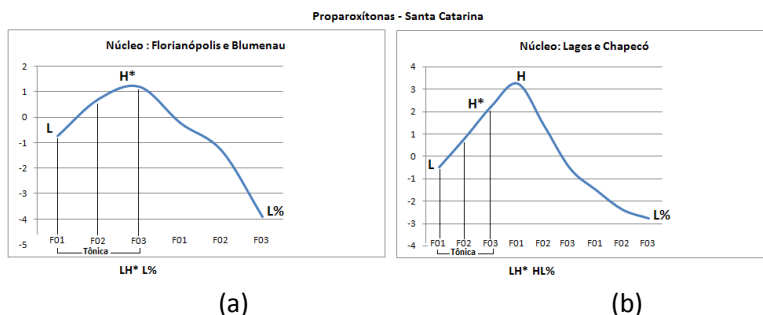 Proparoxítonas - Santa Catarina
Núcleo : Florianópolis e Blumenau
2
1
0
-1
-2
-3
-4
-5
L
H*
L%
F01 F02 F03 F01 F02 F03
Tônica
LH* L%
(a)
Núcleo: Lages e Chapecó
4
3
2
1
0
-1
-2
-3
-4
L
H*
H
L%
F01 F02 F03 F01 F02 F03 F01 F02 F03
Tônica
LH* HL%
(b)